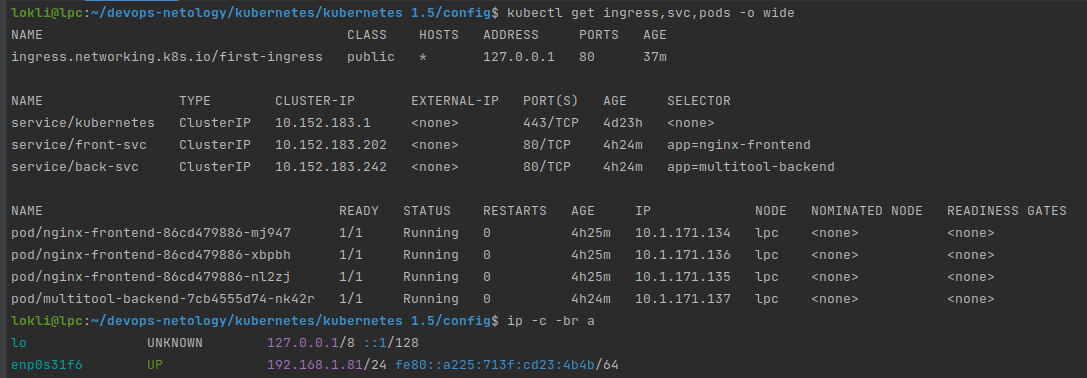 lokli@lpc:~/devops-netology/kubernetes/kubernetes 1.5/config$ kubectl get ingress,svc,pods -o wide
NAME                                      CLASS    HOSTS   ADDRESS     PORTS   AGE
ingress.networking.k8s.io/first-ingress   public   *       127.0.0.1   80      37m
NAME                 TYPE        CLUSTER-IP       EXTERNAL-IP   PORT(S)   AGE     SELECTOR
service/kubernetes   ClusterIP   10.152.183.1     <none>        443/TCP   4d23h   <none>
service/front-svc    ClusterIP   10.152.183.202   <none>        80/TCP    4h24m   app=nginx-frontend
service/back-svc     ClusterIP   10.152.183.242   <none>        80/TCP    4h24m   app=multitool-backend
NAME                                     READY   STATUS    RESTARTS   AGE     IP             NODE   NOMINATED NODE   READINESS GATES
pod/nginx-frontend-86cd479886-mj947      1/1     Running   0          4h25m   10.1.171.134   lpc    <none>           <none>
pod/nginx-frontend-86cd479886-xbpbh      1/1     Running   0          4h25m   10.1.171.136   lpc    <none>           <none>
pod/nginx-frontend-86cd479886-nl2zj      1/1     Running   0          4h25m   10.1.171.135   lpc    <none>           <none>
pod/multitool-backend-7cb4555d74-nk42r   1/1     Running   0          4h24m   10.1.171.137   lpc    <none>           <none>
lokli@lpc:~/devops-netology/kubernetes/kubernetes 1.5/config$ ip -c -br a
lo               UNKNOWN        127.0.0.1/8 ::1/128
enp0s31f6        UP             192.168.1.81/24 fe80::a225:713f:cd23:4b4b/64